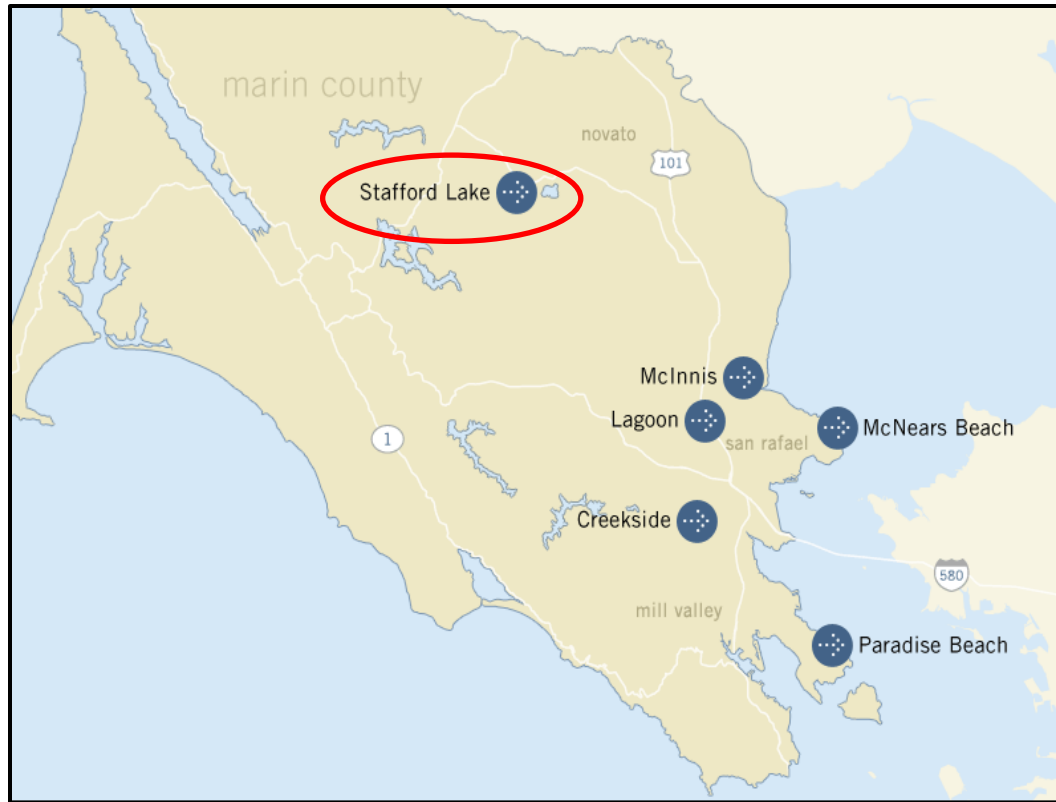 marin county
novato
101
Stafford Lake
McInnis
Lagoon
McNears Beach
san rafael
1
Creekside
580
mill valley
Paradise Beach